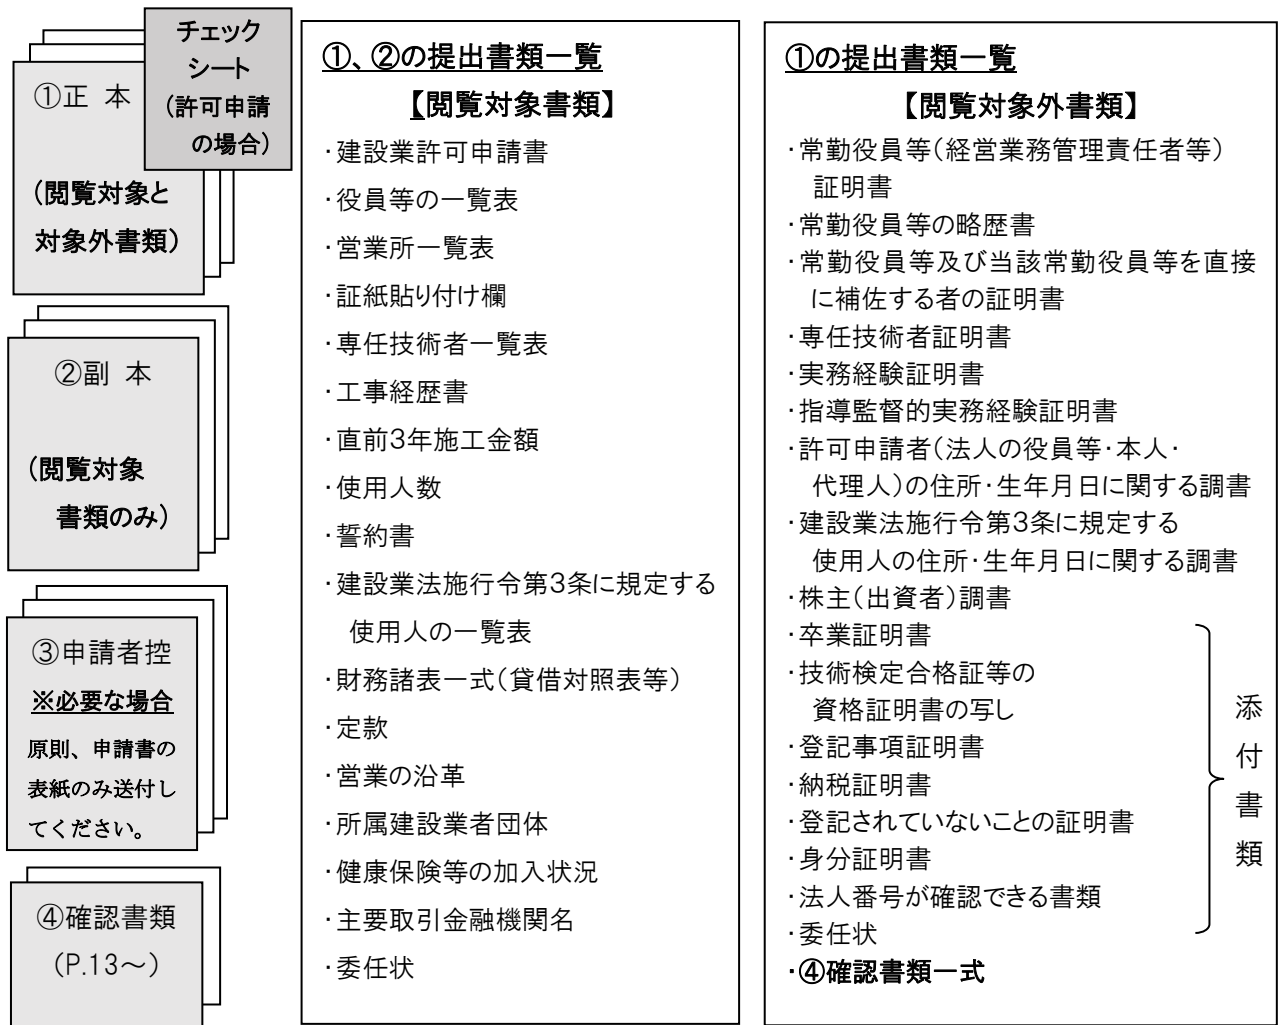 チェック
シート
（許可申請
の場合）
①正 本
（閲覧対象と
対象外書類）
②副 本
（閲覧対象
書類のみ）
③申請者控
※必要な場合
原則、申請書の
表紙のみ送付し
てください。
④確認書類
（P.13～）
①、②の提出書類一覧
【閲覧対象書類】
・建設業許可申請書
・役員等の一覧表
・営業所一覧表
・証紙貼り付け欄
・専任技術者一覧表
・工事経歴書
・直前3年施工金額
・使用人数
・誓約書
・建設業法施行令第3条に規定する
使用人の一覧表
・財務諸表一式（貸借対照表等）
・定款
・営業の沿革
・所属建設業者団体
・健康保険等の加入状況
・主要取引金融機関名
・委任状
①の提出書類一覧
【閲覧対象外書類】
・常勤役員等（経営業務管理責任者等）
証明書
・常勤役員等の略歴書
・常勤役員等及び当該常勤役員等を直接
に補佐する者の証明書
・専任技術者証明書
・実務経験証明書
・指導監督的実務経験証明書
・許可申請者（法人の役員等・本人・
代理人）の住所・生年月日に関する調書
・建設業法施行令第3条に規定する
使用人の住所・生年月日に関する調書
・株主（出資者）調書
・卒業証明書
・技術検定合格証等の
資格証明書の写し
・登記事項証明書
・納税証明書
・登記されていないことの証明書
・身分証明書
・法人番号が確認できる書類
・委任状
・④確認書類一式
添付書類